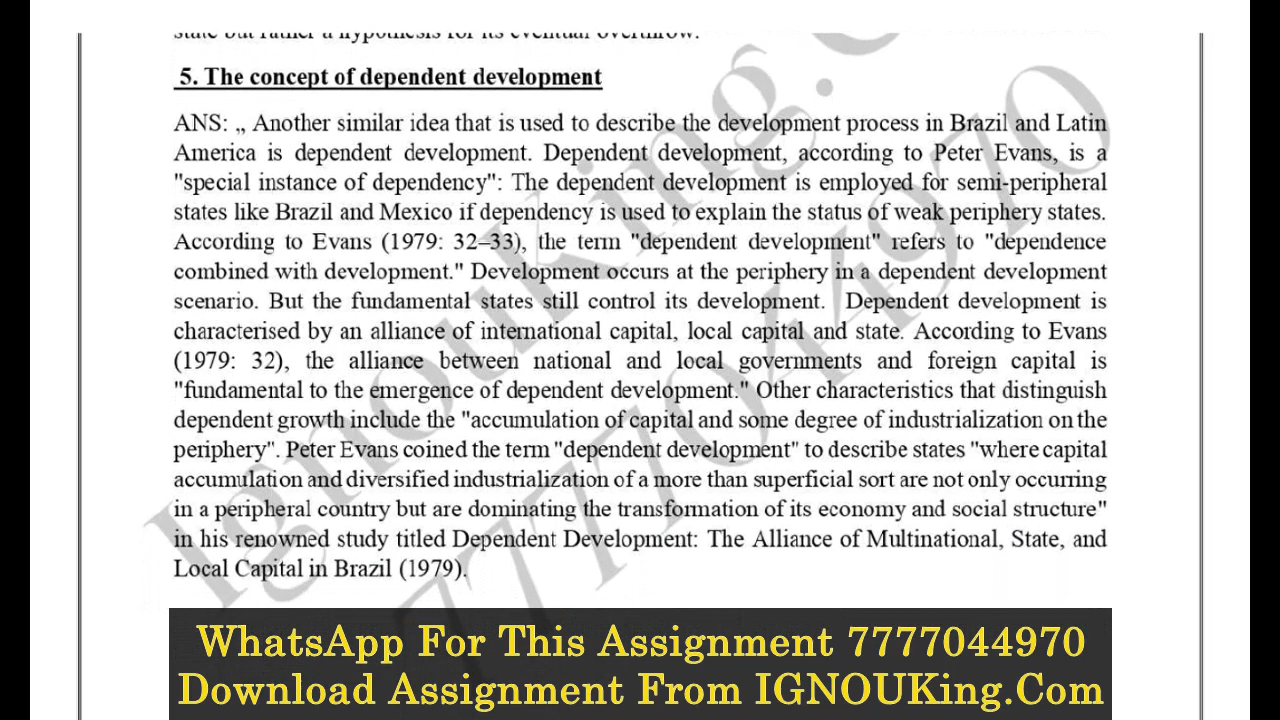 state but rather a hypothesis for its eventual overthrow.
5. The concept of dependent development
ANS: „ Another similar idea that is used to describe the development process in Brazil and Latin
America is dependent development. Dependent development, according to Peter Evans, is a
"special instance of dependency": The dependent development is employed for semi-peripheral
states like Brazil and Mexico if dependency is used to explain the status of weak periphery states.
According to Evans (1979: 32–33), the term "dependent development" refers to "dependence
combined with development." Development occurs at the periphery in a dependent development
scenario. But the fundamental states still control its development. Dependent development is
characterised by an alliance of international capital, local capital and state. According to Evans
(1979: 32), the alliance between national and local governments and foreign capital is
"fundamental to the emergence of dependent development." Other characteristics that distinguish
dependent growth include the "accumulation of capital and some degree of industrialization on the
periphery". Peter Evans coined the term "dependent development" to describe states "where capital
accumulation and diversified industrialization of a more than superficial sort are not only occurring
in a peripheral country but are dominating the transformation of its economy and social structure"
in his renowned study titled Dependent Development: The Alliance of Multinational, State, and
Local Capital in Brazil (1979).
7777044970
WhatsApp For This Assignment 7777044970
Download Assignment From IGNOUKing.Com